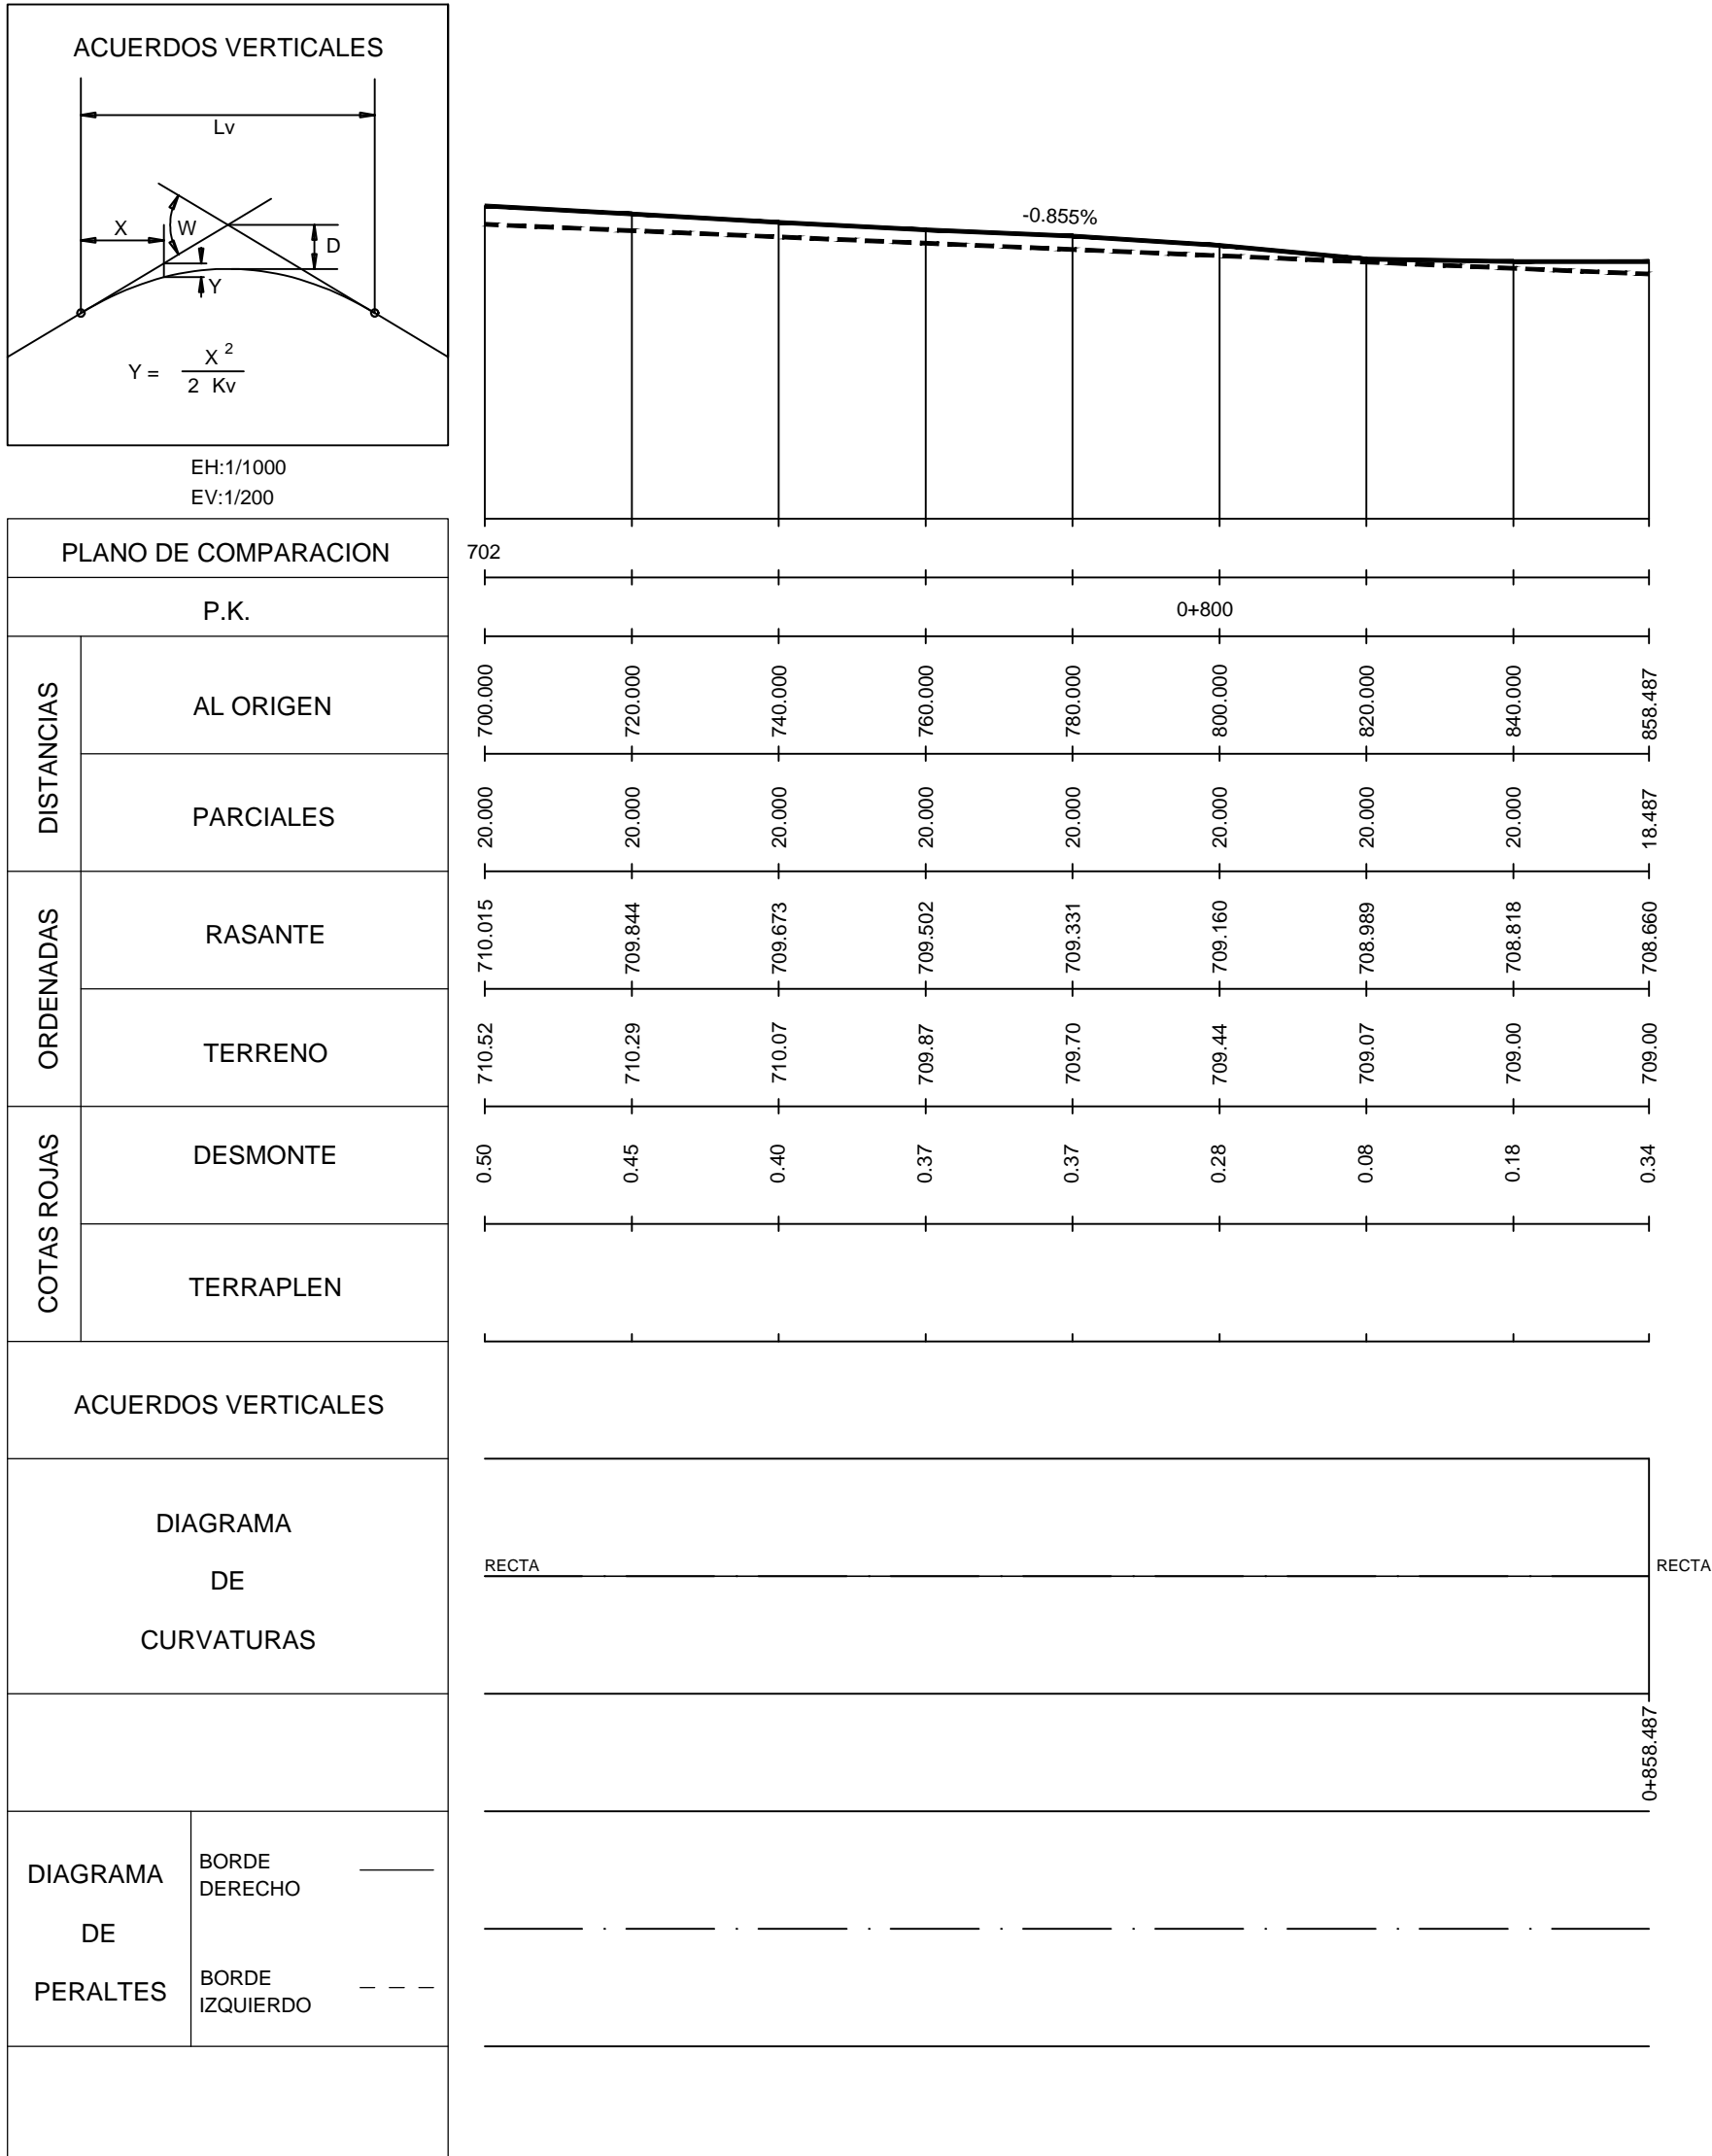 ACUERDOS VERTICALES
Lv
X
W
D
Y
Y = X 2
2 Kv
EH:1/1000
EV:1/200
-0.855%
PLANO DE COMPARACION
702
P.K.
0+800
DISTANCIAS
AL ORIGEN
700.000 720.000 740.000 760.000 780.000 800.000 820.000 840.000 858.487
PARCIALES
20.000 20.000 20.000 20.000 20.000 20.000 20.000 20.000 18.487
ORDENADAS
RASANTE
710.015 709.844 709.673 709.502 709.331 709.160 708.989 708.818 708.660
TERRENO
710.52 710.29 710.07 709.87 709.70 709.44 709.07 709.00 709.00
COTAS ROJAS
DESMONTE
0.50 0.45 0.40 0.37 0.37 0.28 0.08 0.18 0.34
TERRAPLEN
ACUERDOS VERTICALES
DIAGRAMA
DE
CURVATURAS
RECTA
RECTA
0+858.487
DIAGRAMA
DE
PERALTES
BORDE
DERECHO
BORDE
IZQUIERDO